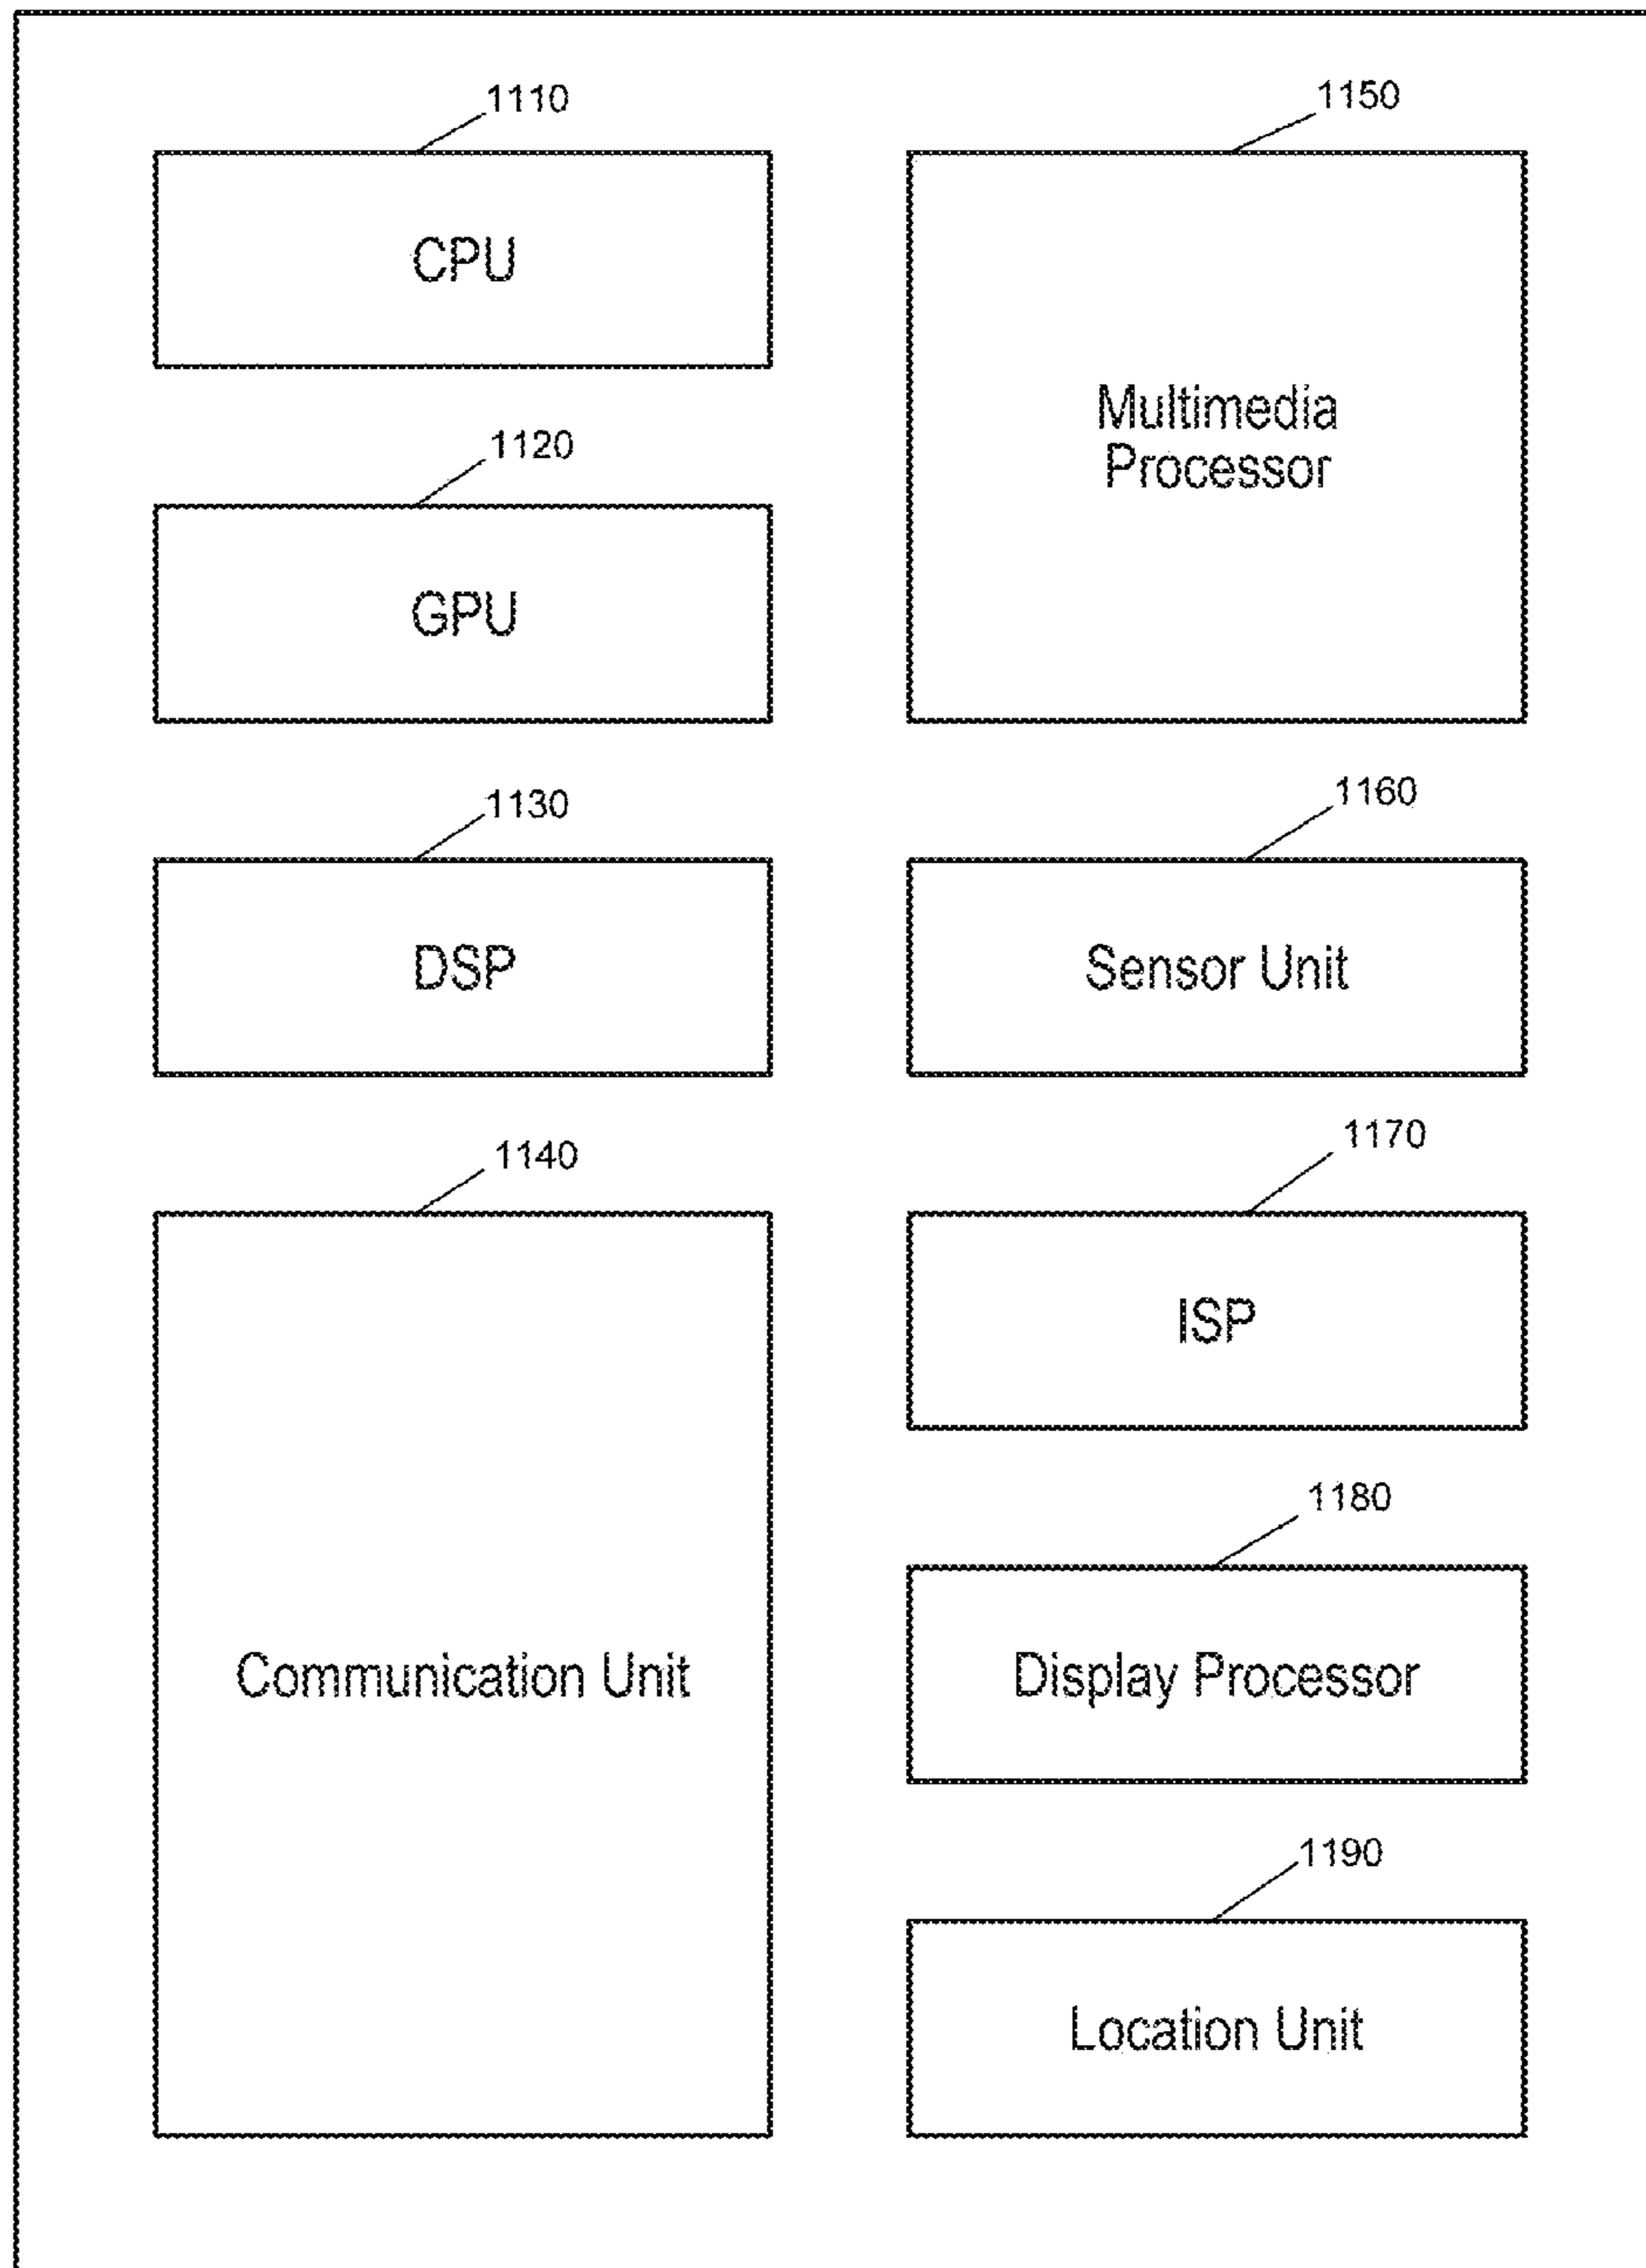 1110
CPU
1120
GPU
1130
DSP
1140
Communication Unit
1150
Multimedia
Processor
1160
Sensor Unit
1170
ISP
1180
Display Processor
1190
Location Unit